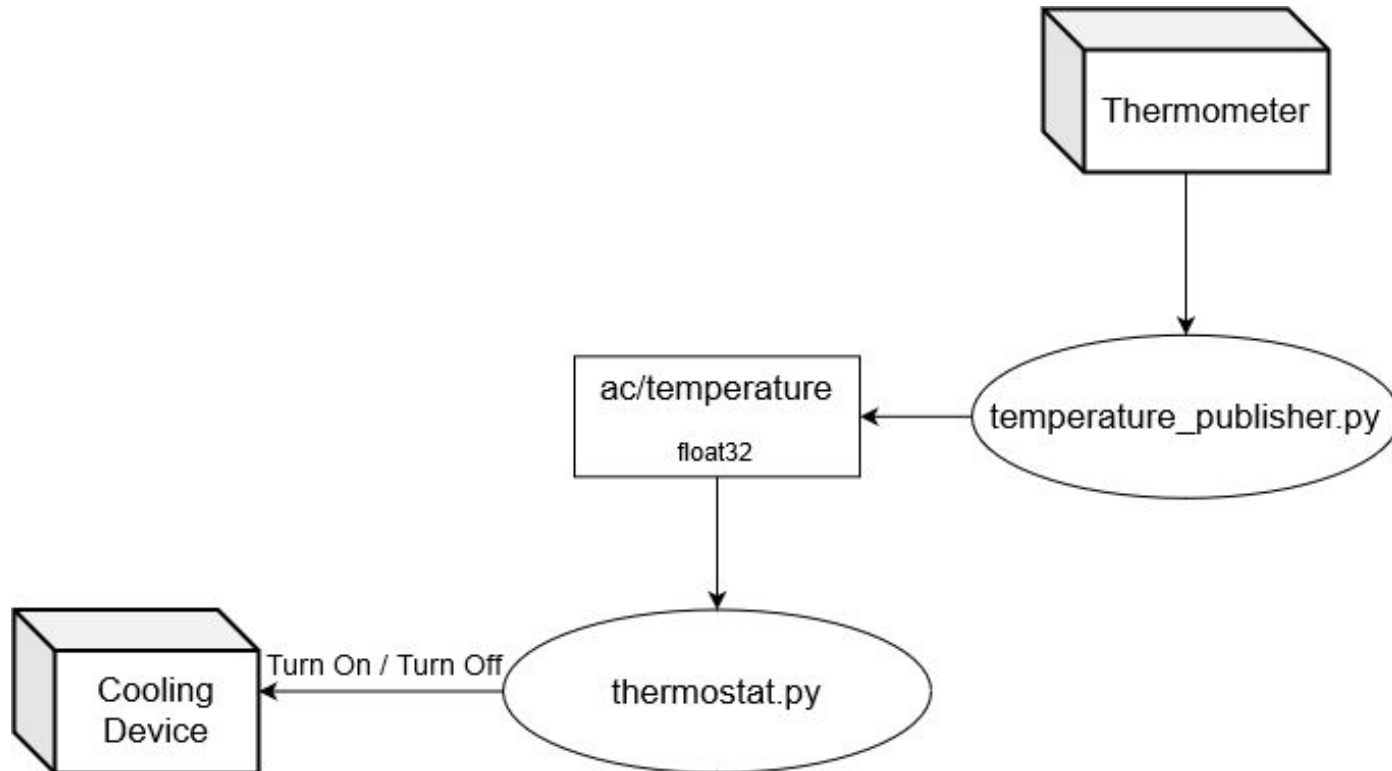 Thermometer
temperature_publisher.py
ac/temperature
float32
Turn On / Turn Off
thermostat.py
Cooling
Device